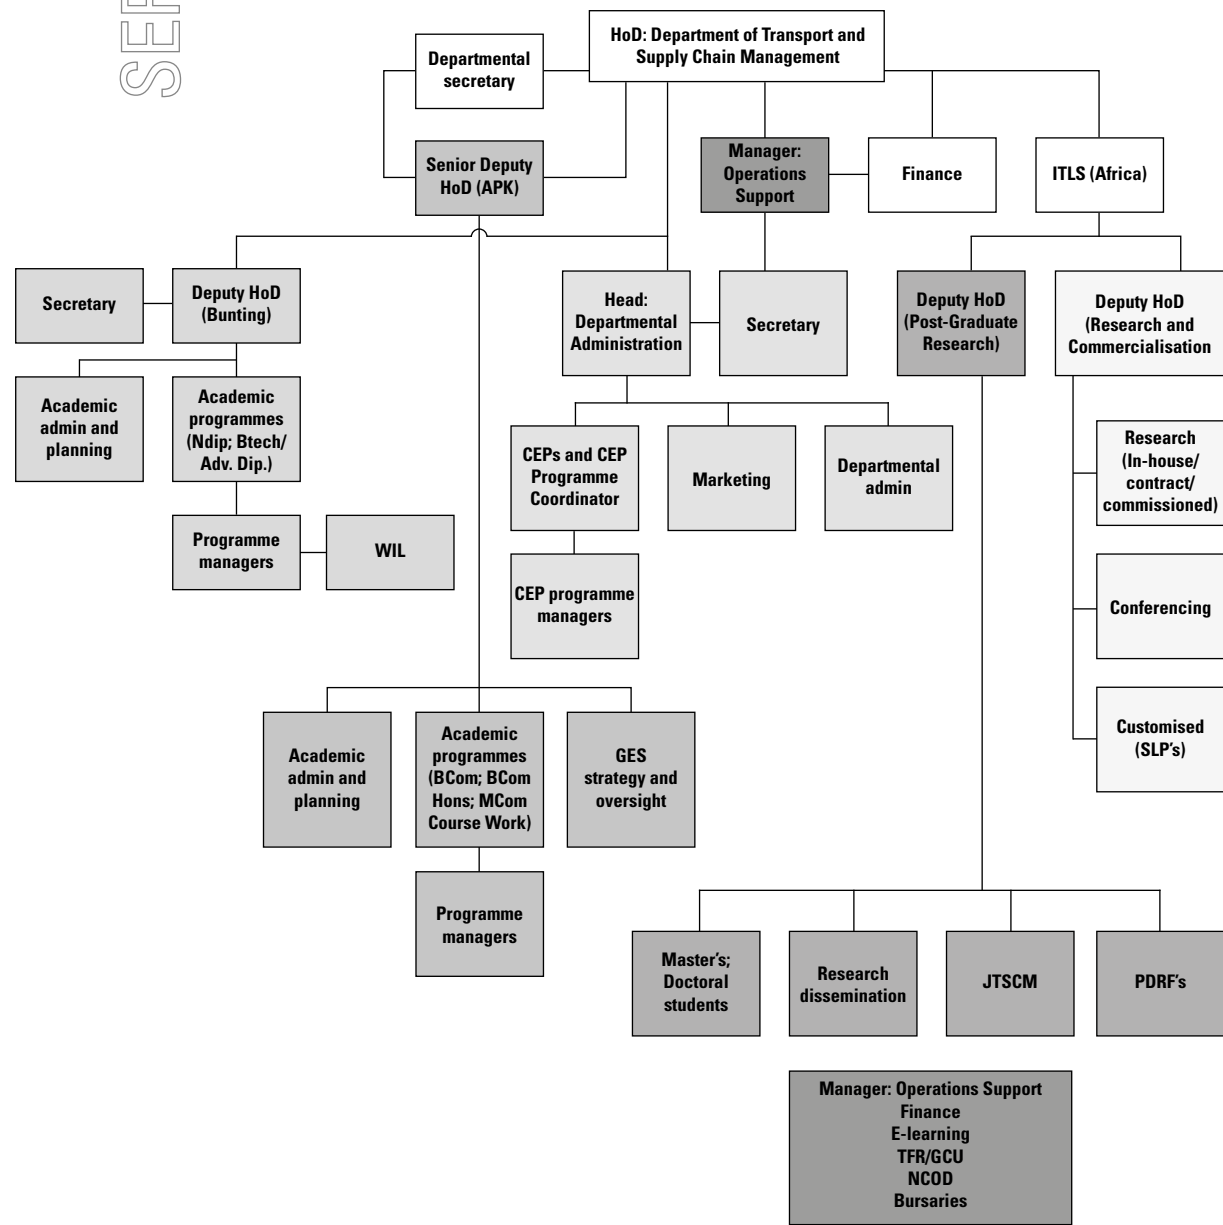 SER
HoD: Department of Transport and
Supply Chain Management
Departmental
secretary
Senior Deputy
HoD (APK)
Manager:
Operations
Support
Finance
ITLS (Africa)
Secretary
Deputy HoD
(Bunting)
Head:
Departmental
Administration
Secretary
Deputy HoD
(Post-Graduate
Research)
Deputy HoD
(Research and
Commercialisation
Academic
admin and
planning
Academic
programmes
(Ndip; Btech/
Adv. Dip.)
CEPs and CEP
Programme
Coordinator
Marketing
Departmental
admin
Research
(In-house/
contract/
commissioned)
Programme
managers
WIL
CEP programme
managers
Conferencing
Customised
(SLP's)
Academic
admin and
planning
Academic
programmes
(BCom; BCom
Hons; MCom
Course Work)
GES
strategy and
oversight
Programme
managers
Master's;
Doctoral
students
Research
dissemination
JTSCM
PDRF's
Manager: Operations Support
Finance
E-learning
TFR/GCU
NCOD
Bursaries